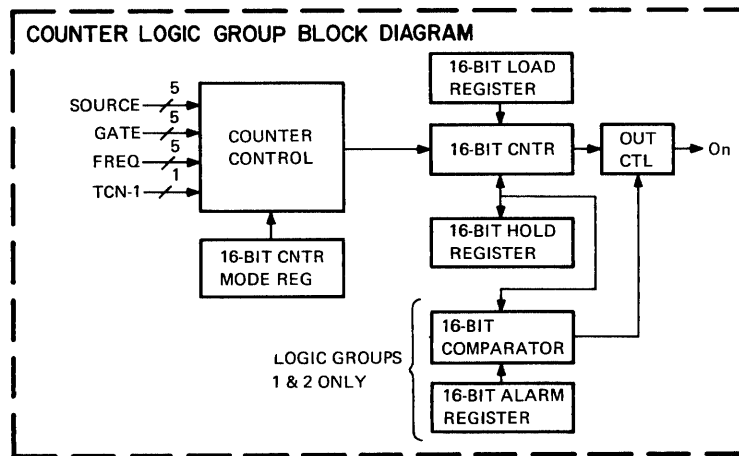 COUNTER LOGIC GROUP BLOCK DIAGRAM
16-BIT LOAD
REGISTER
SOURCE 5
GATE 5
FREQ 5
TCN-1 1
COUNTER
CONTROL
16-BIT CNTR
OUT
CTL
On
16-BIT CNTR
MODE REG
16-BIT HOLD
REGISTER
LOGIC GROUPS
1 & 2 ONLY
16-BIT
COMPARATOR
16-BIT ALARM
REGISTER